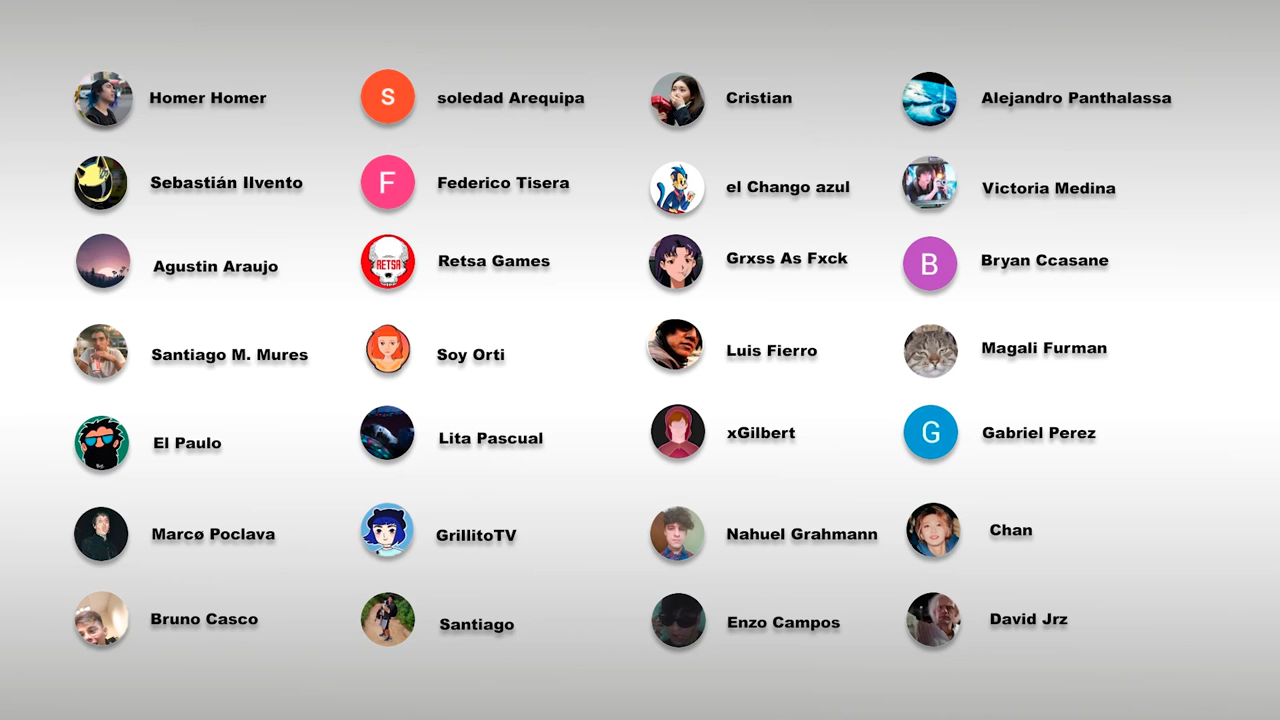 Homer Homer
S
soledad Arequipa
Cristian
Alejandro Panthalassa
Sebastián Ilvento
F
Federico Tisera
el Chango azul
Victoria Medina
Agustin Araujo
RETSA
Retsa Games
Grxss As Fxck
B
Bryan Ccasane
Santiago M. Mures
Soy Orti
Luis Fierro
Magali Furman
El Paulo
Lita Pascual
xGilbert
G
Gabriel Perez
Marcø Poclava
GrillitoTV
Nahuel Grahmann
Chan
Bruno Casco
Santiago
Enzo Campos
David Jrz